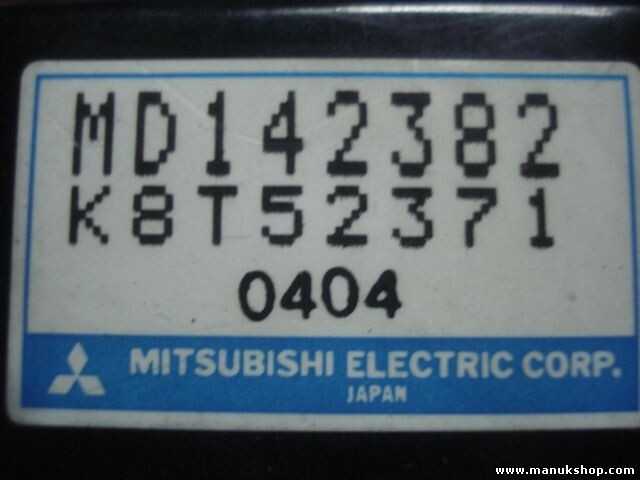 MD142382
K8T52371
0404
MITSUBISHI ELECTRIC CORP.
JAPAN
www.manukshop.com